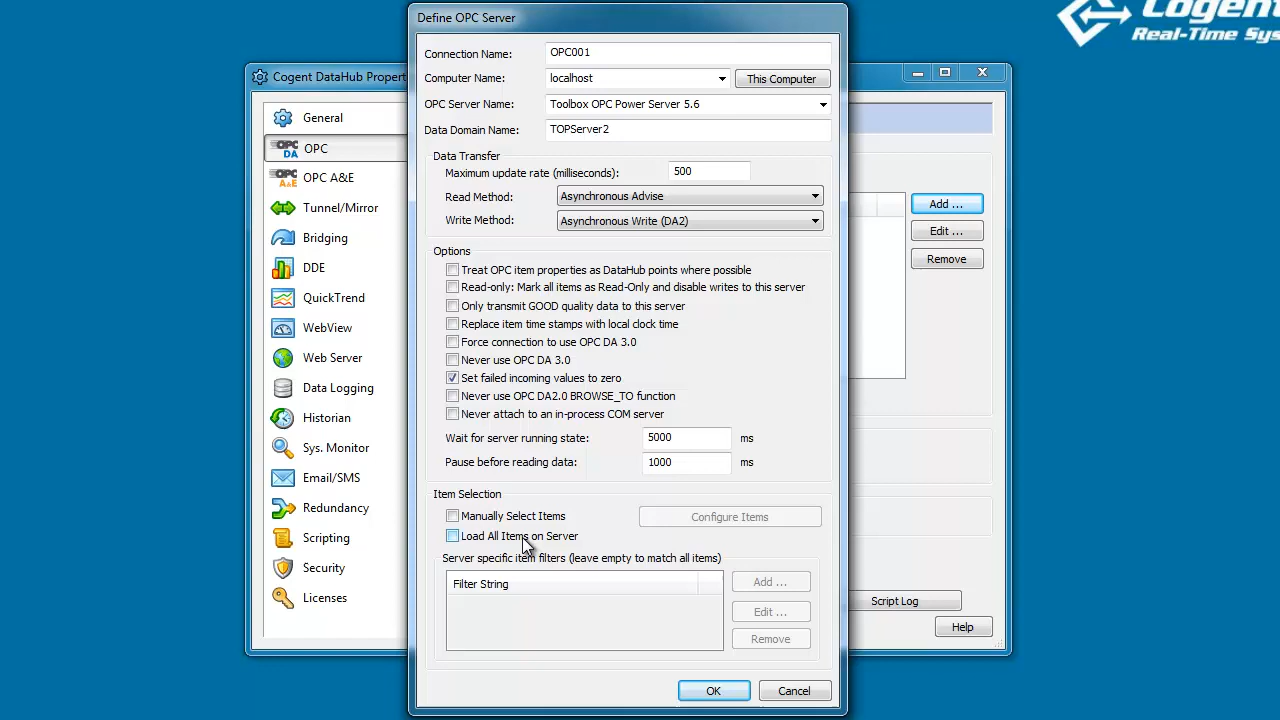 Cogent
Real-Time Sys
Define OPC Server
Connection Name: OPC001
Computer Name: localhost This Computer
OPC Server Name: Toolbox OPC Power Server 5.6
Data Domain Name: TOPServer2
Data Transfer
Maximum update rate (milliseconds): 500
Read Method: Asynchronous Advise
Write Method: Asynchronous Write (DA2)
Options
Treat OPC item properties as DataHub points where possible
Read-only: Mark all items as Read-Only and disable writes to this server
Only transmit GOOD quality data to this server
Replace item time stamps with local clock time
Force connection to use OPC DA 3.0
Never use OPC DA 3.0
Set failed incoming values to zero
Never use OPC DA2.0 BROWSE_TO function
Never attach to an in-process COM server
Wait for server running state: 5000 ms
Pause before reading data: 1000 ms
Item Selection
Manually Select Items Configure Items
Load All Items on Server
Server specific item filters (leave empty to match all items)
Filter String
Add ...
Edit ...
Remove
OK Cancel
Cogent DataHub Propert
General
OPC DA OPC
OPC A&E OPC A&E
Tunnel/Mirror
Bridging
DDE
QuickTrend
WebView
Web Server
Data Logging
Historian
Sys. Monitor
Email/SMS
Redundancy
Scripting
Security
Licenses
Add ...
Edit ...
Remove
Script Log
Help